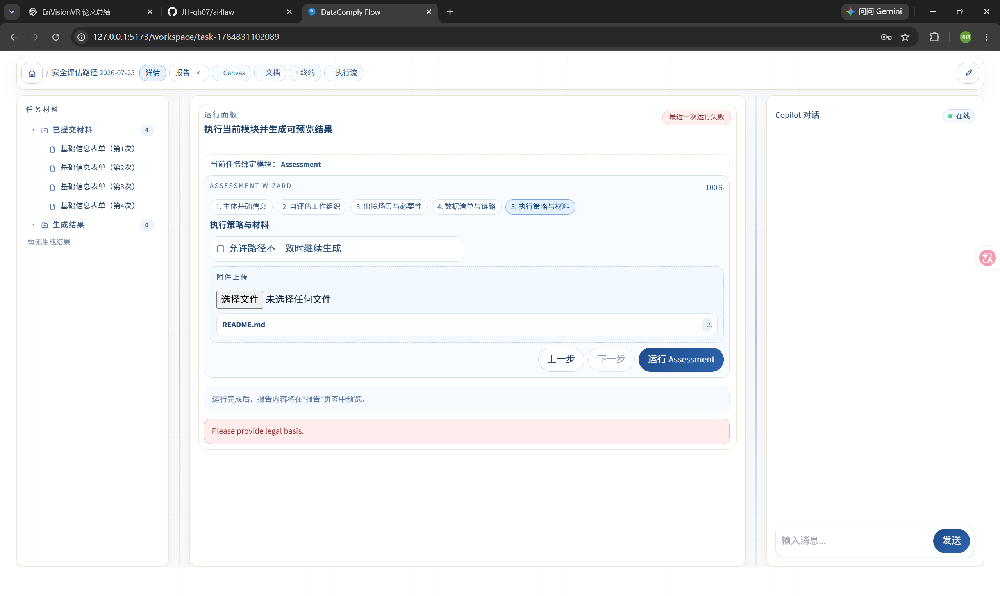 EnVisionVR 论文总结
JH-gh07/ai4law
DataComply Flow
问问 Gemini
127.0.0.1:5173/workspace/task-1784831102089
智谦
/ 安全评估路径 2026-07-23
详情
报告 ×
+ Canvas
+ 文档
+ 终端
+ 执行流
任务材料
已提交材料 4
基础信息表单（第1次）
基础信息表单（第2次）
基础信息表单（第3次）
基础信息表单（第4次）
生成结果 0
暂无生成结果
运行面板
最近一次运行失败
执行当前模块并生成可预览结果
当前任务绑定模块： Assessment
ASSESSMENT WIZARD
100%
1. 主体基础信息
2. 自评估工作组织
3. 出境场景与必要性
4. 数据清单与链路
5. 执行策略与材料
执行策略与材料
允许路径不一致时继续生成
附件上传
选择文件 未选择任何文件
README.md
2.
上一步
下一步
运行 Assessment
运行完成后，报告内容将在“报告”页签中预览。
Please provide legal basis.
Copilot 对话
在线
输入消息...
发送